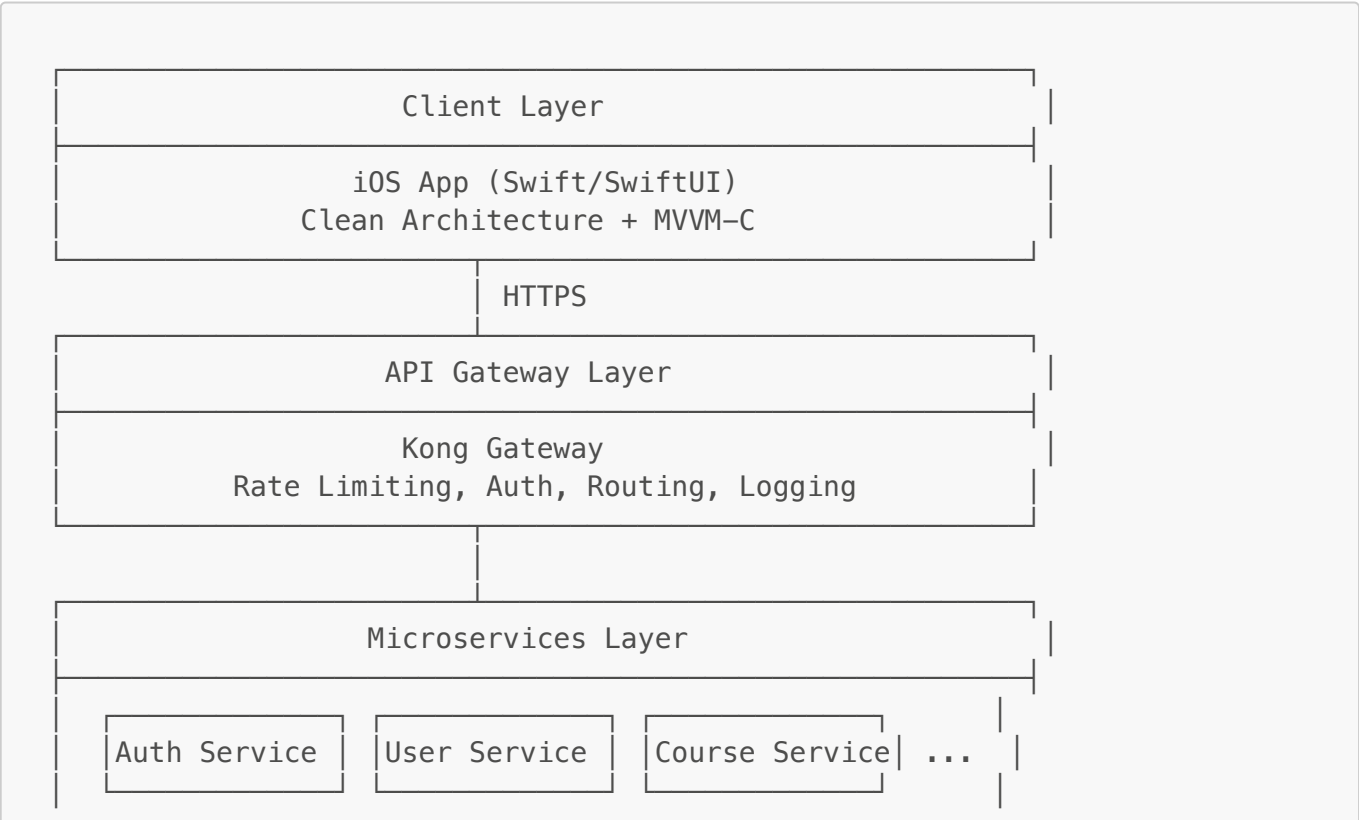 Client Layer
iOS App (Swift/SwiftUI)
Clean Architecture + MVVM-C
HTTPS
API Gateway Layer
Kong Gateway
Rate Limiting, Auth, Routing, Logging
Microservices Layer
Auth Service User Service Course Service ...